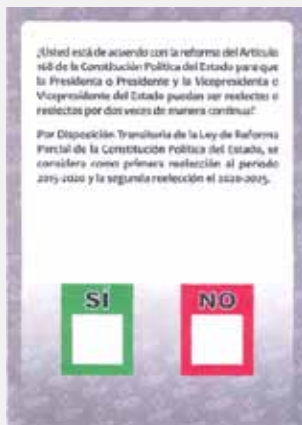 ¿Usted está de acuerdo con la reforma del Artículo
168 de la Constitución Política del Estado para que
la Presidenta o Presidente y la Vicepresidenta o
Vicepresidente del Estado puedan ser reelectas o
reelectos por dos veces de manera continua?
Por Disposición Transitoria de la Ley de Reforma
Parcial de la Constitución Política del Estado, se
considera como primera reelección al periodo
2015-2020 y la segunda reelección el 2020-2025.
SÍ
NO